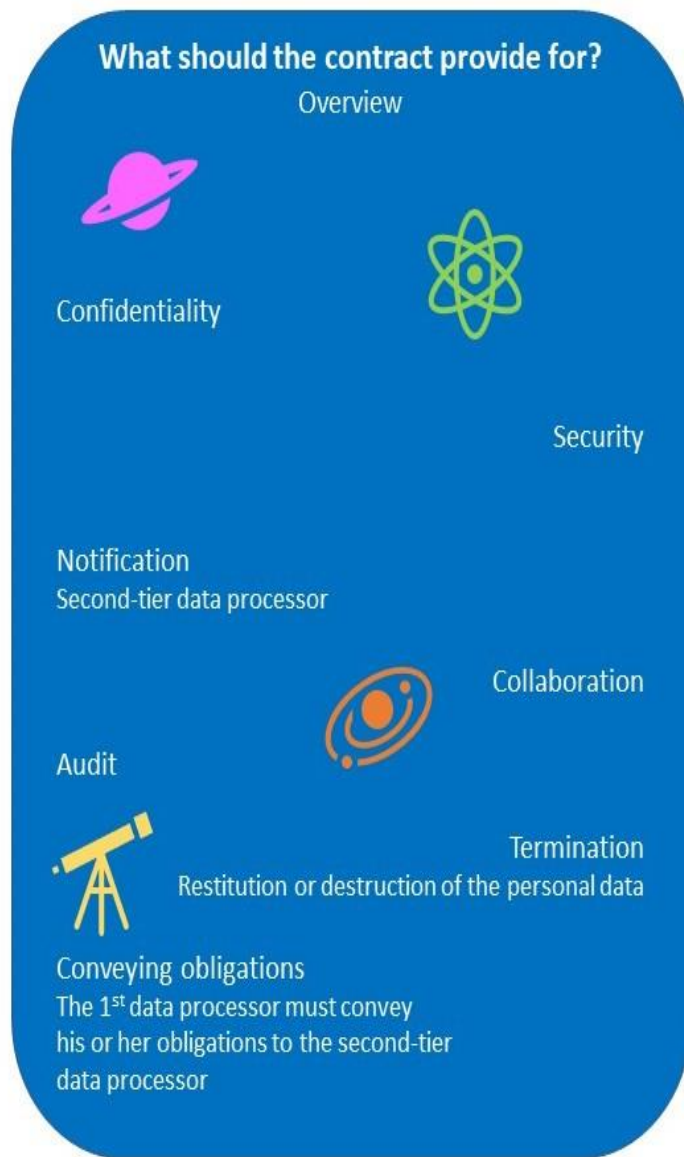 What should the contract provide for?
Overview
Confidentiality
Security
Notification
Second-tier data processor
Collaboration
Audit
Termination
Restitution or destruction of the personal data
Conveying obligations
The 1st data processor must convey
his or her obligations to the second-tier
data processor